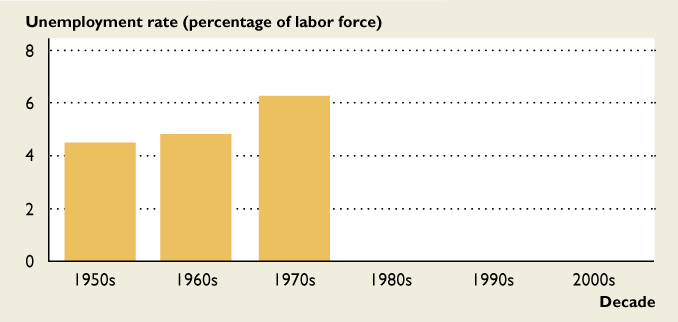 Unemployment rate (percentage of labor force)
8
6
4
2
0
1950s 1960s 1970s 1980s 1990s 2000s
Decade